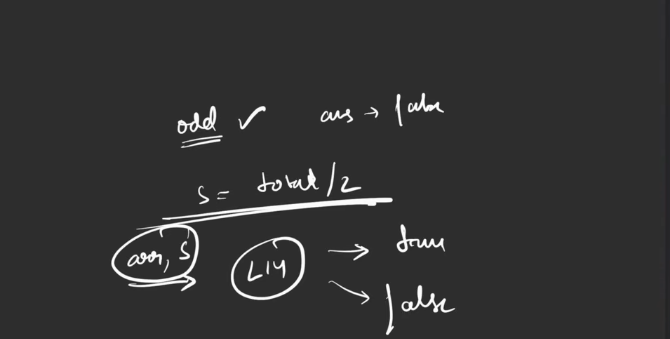 odd ✓ ans → false
S = total/2
arr, S L14 → true
→ false